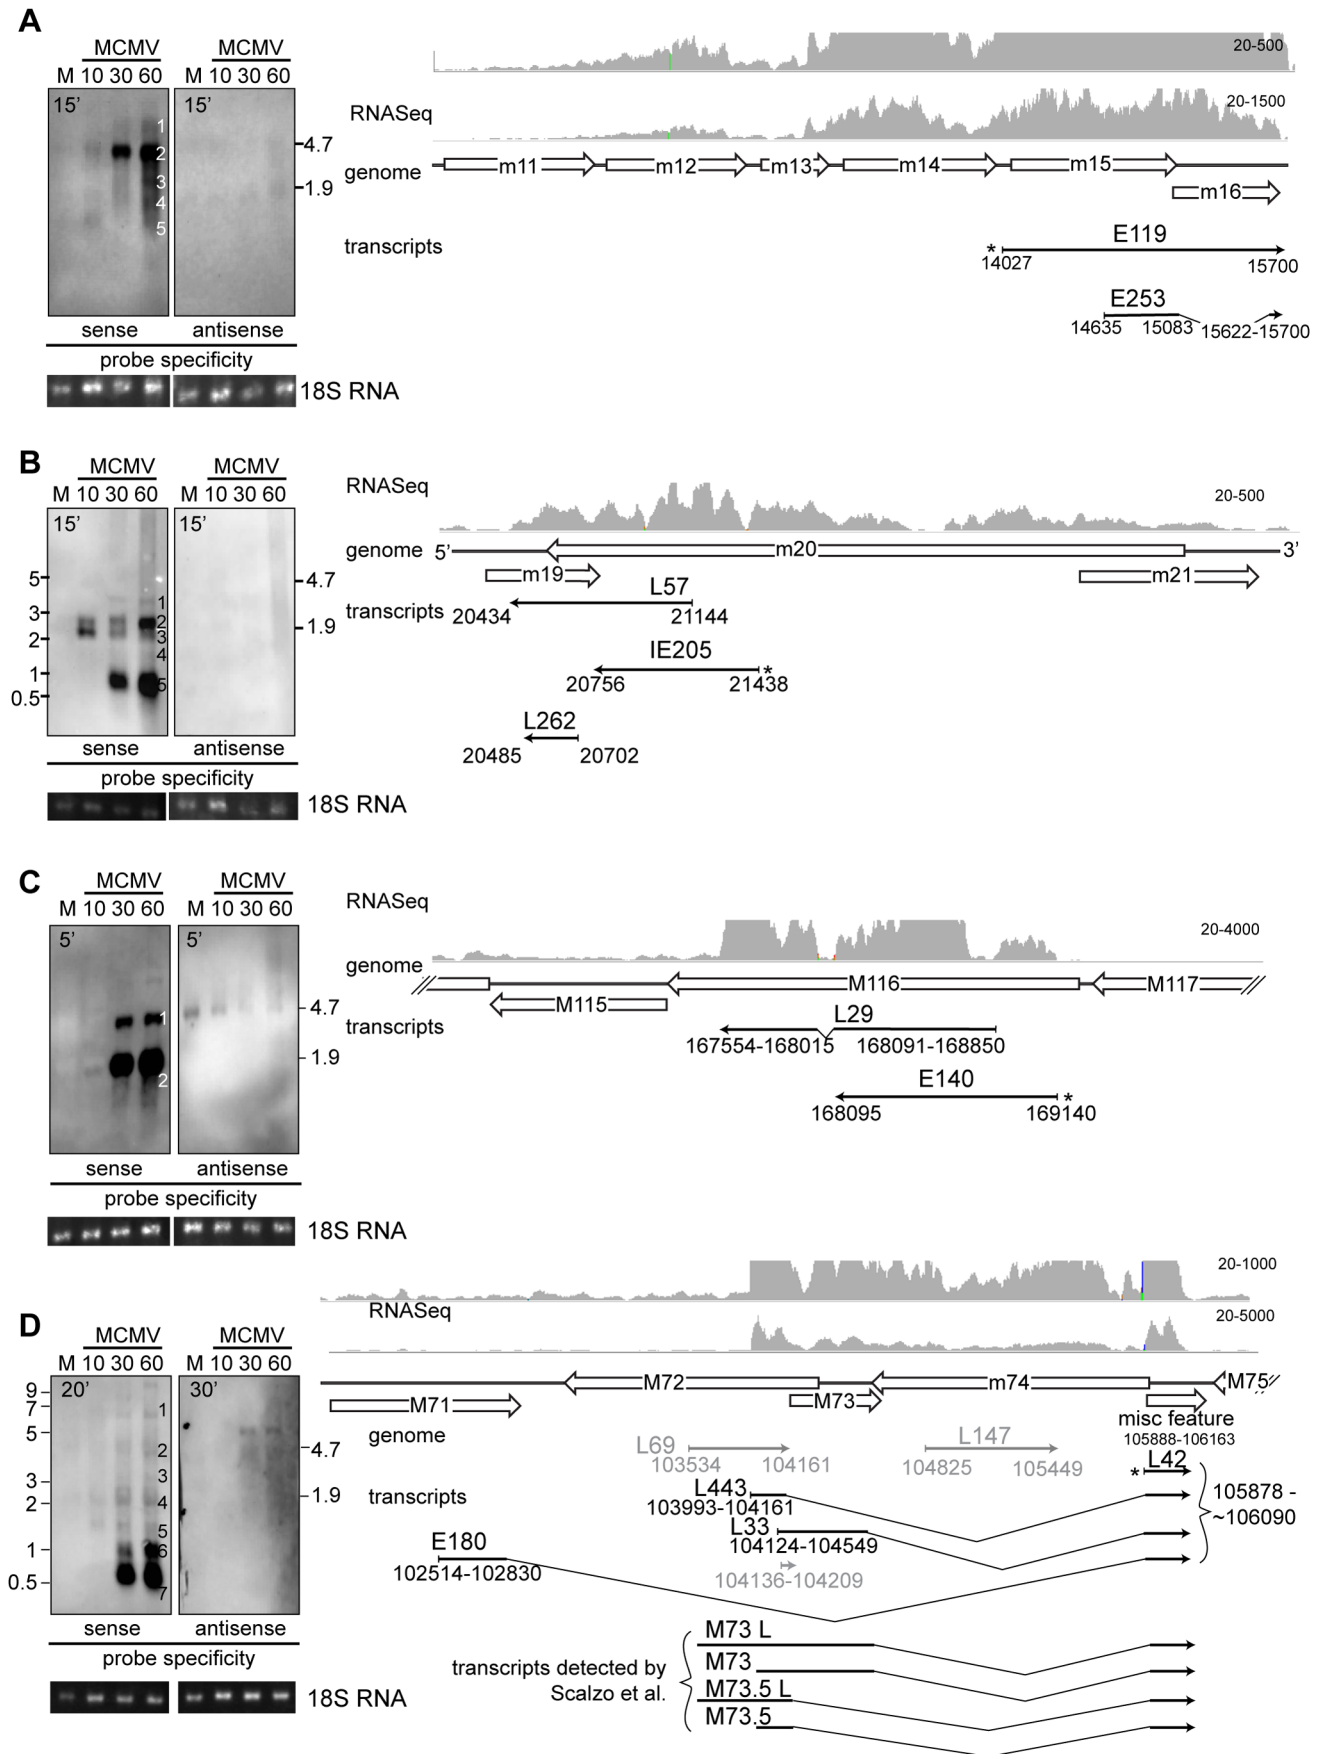 A
MCMV
MCMV
M 10 30 60
M 10 30 60
15’
15’
1
2
3
4
5
4.7
1.9
sense
antisense
probe specificity
18S RNA
20-500
RNASeq
20-1500
genome
m11
m12
m13
m14
m15
m16
transcripts
E119
*
14027
15700
E253
14635
15083
15622-15700
B
MCMV
MCMV
M 10 30 60
M 10 30 60
15’
15’
5
3
2
1
0.5
1
2
3
4
5
4.7
1.9
sense
antisense
probe specificity
18S RNA
RNASeq
20-500
genome
5’
m20
3’
m19
m21
transcripts
L57
20434
21144
IE205
*
20756
21438
L262
20485
20702
C
MCMV
MCMV
M 10 30 60
M 10 30 60
5’
5’
1
2
4.7
1.9
sense
antisense
probe specificity
18S RNA
RNASeq
20-4000
genome
M116
M117
M115
transcripts
L29
167554-168015
168091-168850
E140
*
168095
169140
D
MCMV
MCMV
M 10 30 60
M 10 30 60
20’
30’
9
7
5
3
2
1
0.5
1
2
3
4
5
6
7
4.7
1.9
sense
antisense
probe specificity
18S RNA
20-1000
RNASeq
20-5000
M72
m74
M75
M71
M73
misc feature
105888-106163
genome
L69
103534
104161
L147
104825
105449
L42
*
transcripts
L443
103993-104161
105878 -
~106090
L33
104124-104549
E180
102514-102830
104136-104209
transcripts detected by
Scalzo et al.
M73 L
M73
M73.5 L
M73.5